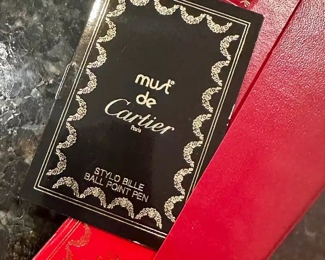 must
de
Cartier
Paris
STYLO BILLE
BALL POINT PEN